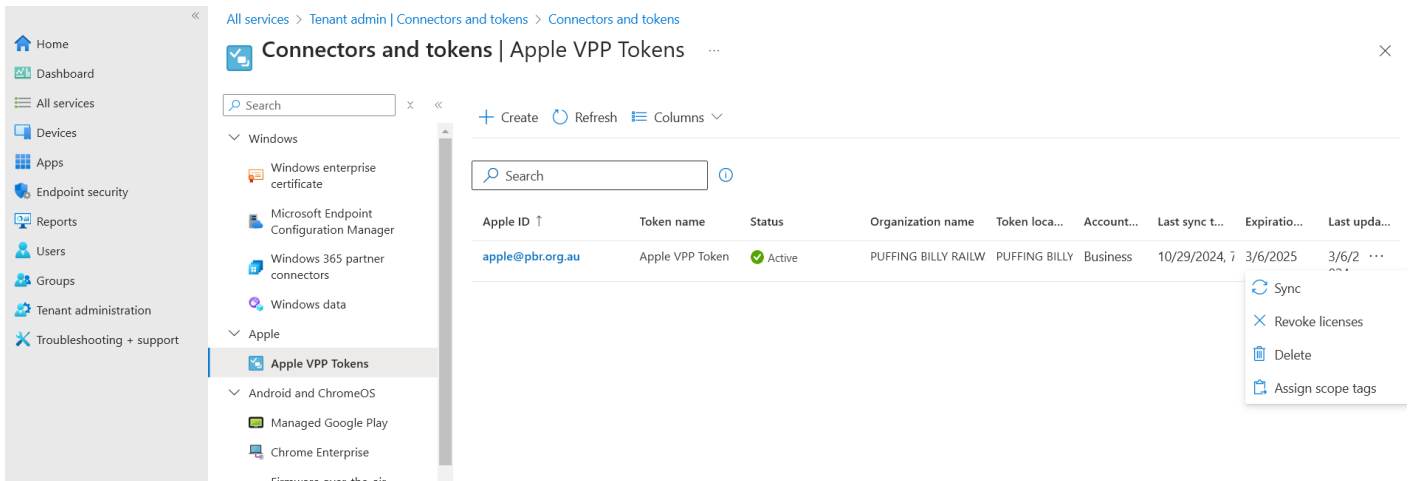 All services > Tenant admin | Connectors and tokens > Connectors and tokens
Connectors and tokens | Apple VPP Tokens ...
Home
Dashboard
All services
Devices
Apps
Endpoint security
Reports
Users
Groups
Tenant administration
Troubleshooting + support
Search
Windows
Windows enterprise
certificate
Microsoft Endpoint
Configuration Manager
Windows 365 partner
connectors
Windows data
Apple
Apple VPP Tokens
Android and ChromeOS
Managed Google Play
Chrome Enterprise
Create Refresh Columns
Search
Apple ID ↑ Token name Status Organization name Token loca... Account... Last sync t... Expiratio... Last upda...
apple@pbr.org.au Apple VPP Token Active PUFFING BILLY RAILW PUFFING BILLY Business 10/29/2024, 7 3/6/2025 3/6/2 ...
Sync
Revoke licenses
Delete
Assign scope tags